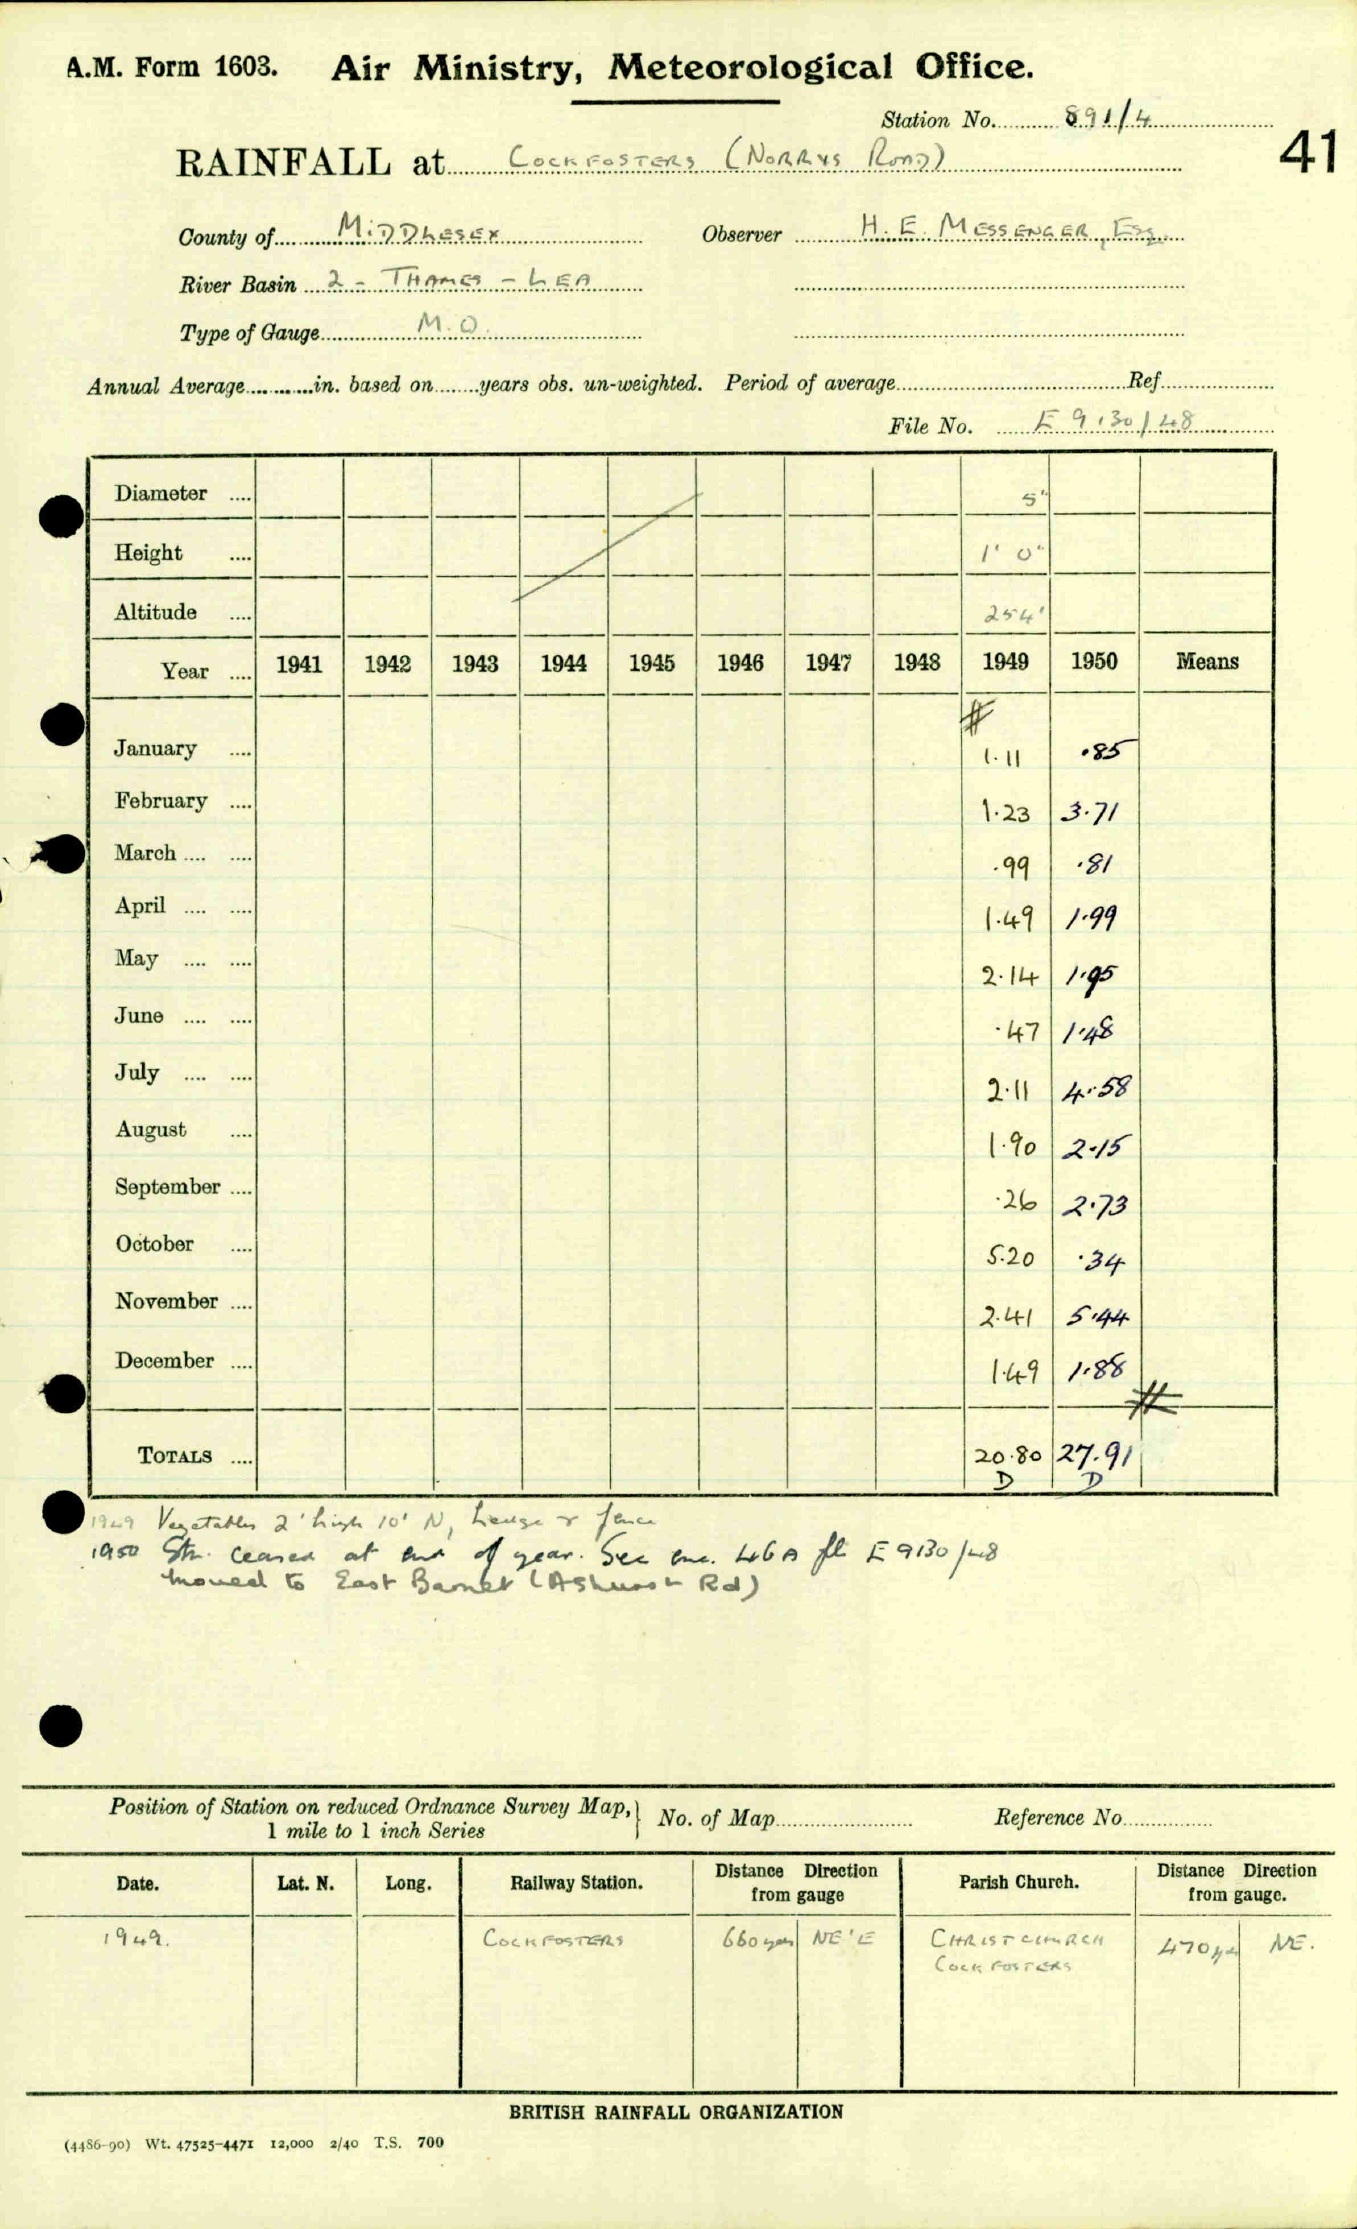 A.M. Form 1603. Air Ministry, Meteorological Office.
Station No. 891/4
41
RAINFALL at Cockfosters (Norrys Road)
County of Middlesex Observer H. E. Messenger, Esq.
River Basin 2 - Thames - Lea
Type of Gauge M.O.
Annual Average in. based on years obs. un-weighted. Period of average Ref.
File No. E 9130/48
Diameter 5"
Height 1' 0"
Altitude 254'
Year 1941 1942 1943 1944 1945 1946 1947 1948 1949 1950 Means
January 1.11 .85
February 1.23 3.71
March .99 .81
April 1.49 1.99
May 2.14 1.95
June .47 1.48
July 2.11 4.58
August 1.90 2.15
September .26 2.73
October 5.20 .34
November 2.41 5.44
December 1.49 1.88
TOTALS 20.80 27.91
D D
1949 Vegetables 2' high 10' N, hedge & fence
1950 Stn. ceased at end of year. See enc. 46A fl E 9130/48
Moved to East Barnet (Ashurst Rd)
Position of Station on reduced Ordnance Survey Map,} No. of Map Reference No.
1 mile to 1 inch Series
Date. Lat. N. Long. Railway Station. Distance Direction from gauge Parish Church. Distance Direction from gauge.
1949. Cockfosters 660 yds NE'E Christchurch 470 yds NE.
Cockfosters
BRITISH RAINFALL ORGANIZATION
(4486-90) Wt. 47525-4471 12,000 2/40 T.S. 700